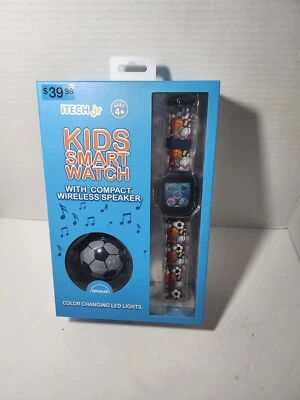 $39.98
iTECH Jr
AGES
4+
KIDS
SMART
WATCH
WITH COMPACT
WIRELESS SPEAKER
SPEAKER
COLOR CHANGING LED LIGHTS